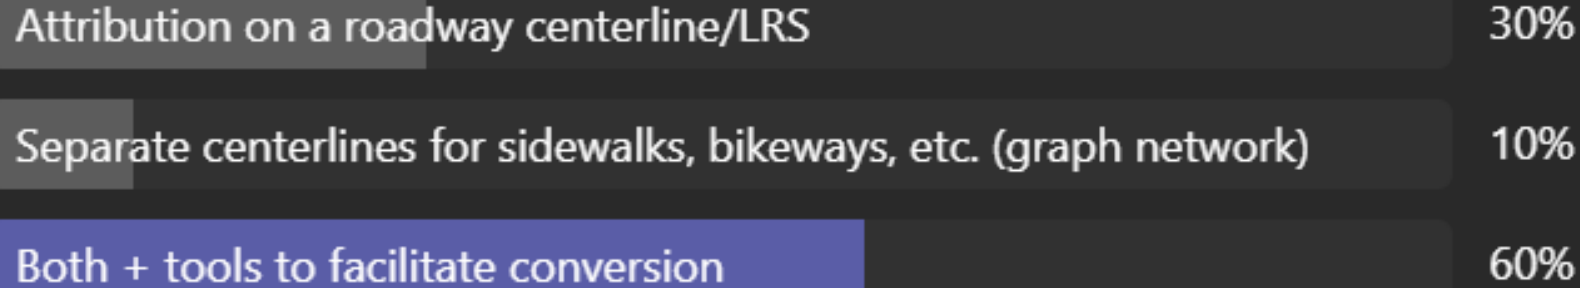 Attribution on a roadway centerline/LRS 30%
Separate centerlines for sidewalks, bikeways, etc. (graph network) 10%
Both + tools to facilitate conversion 60%